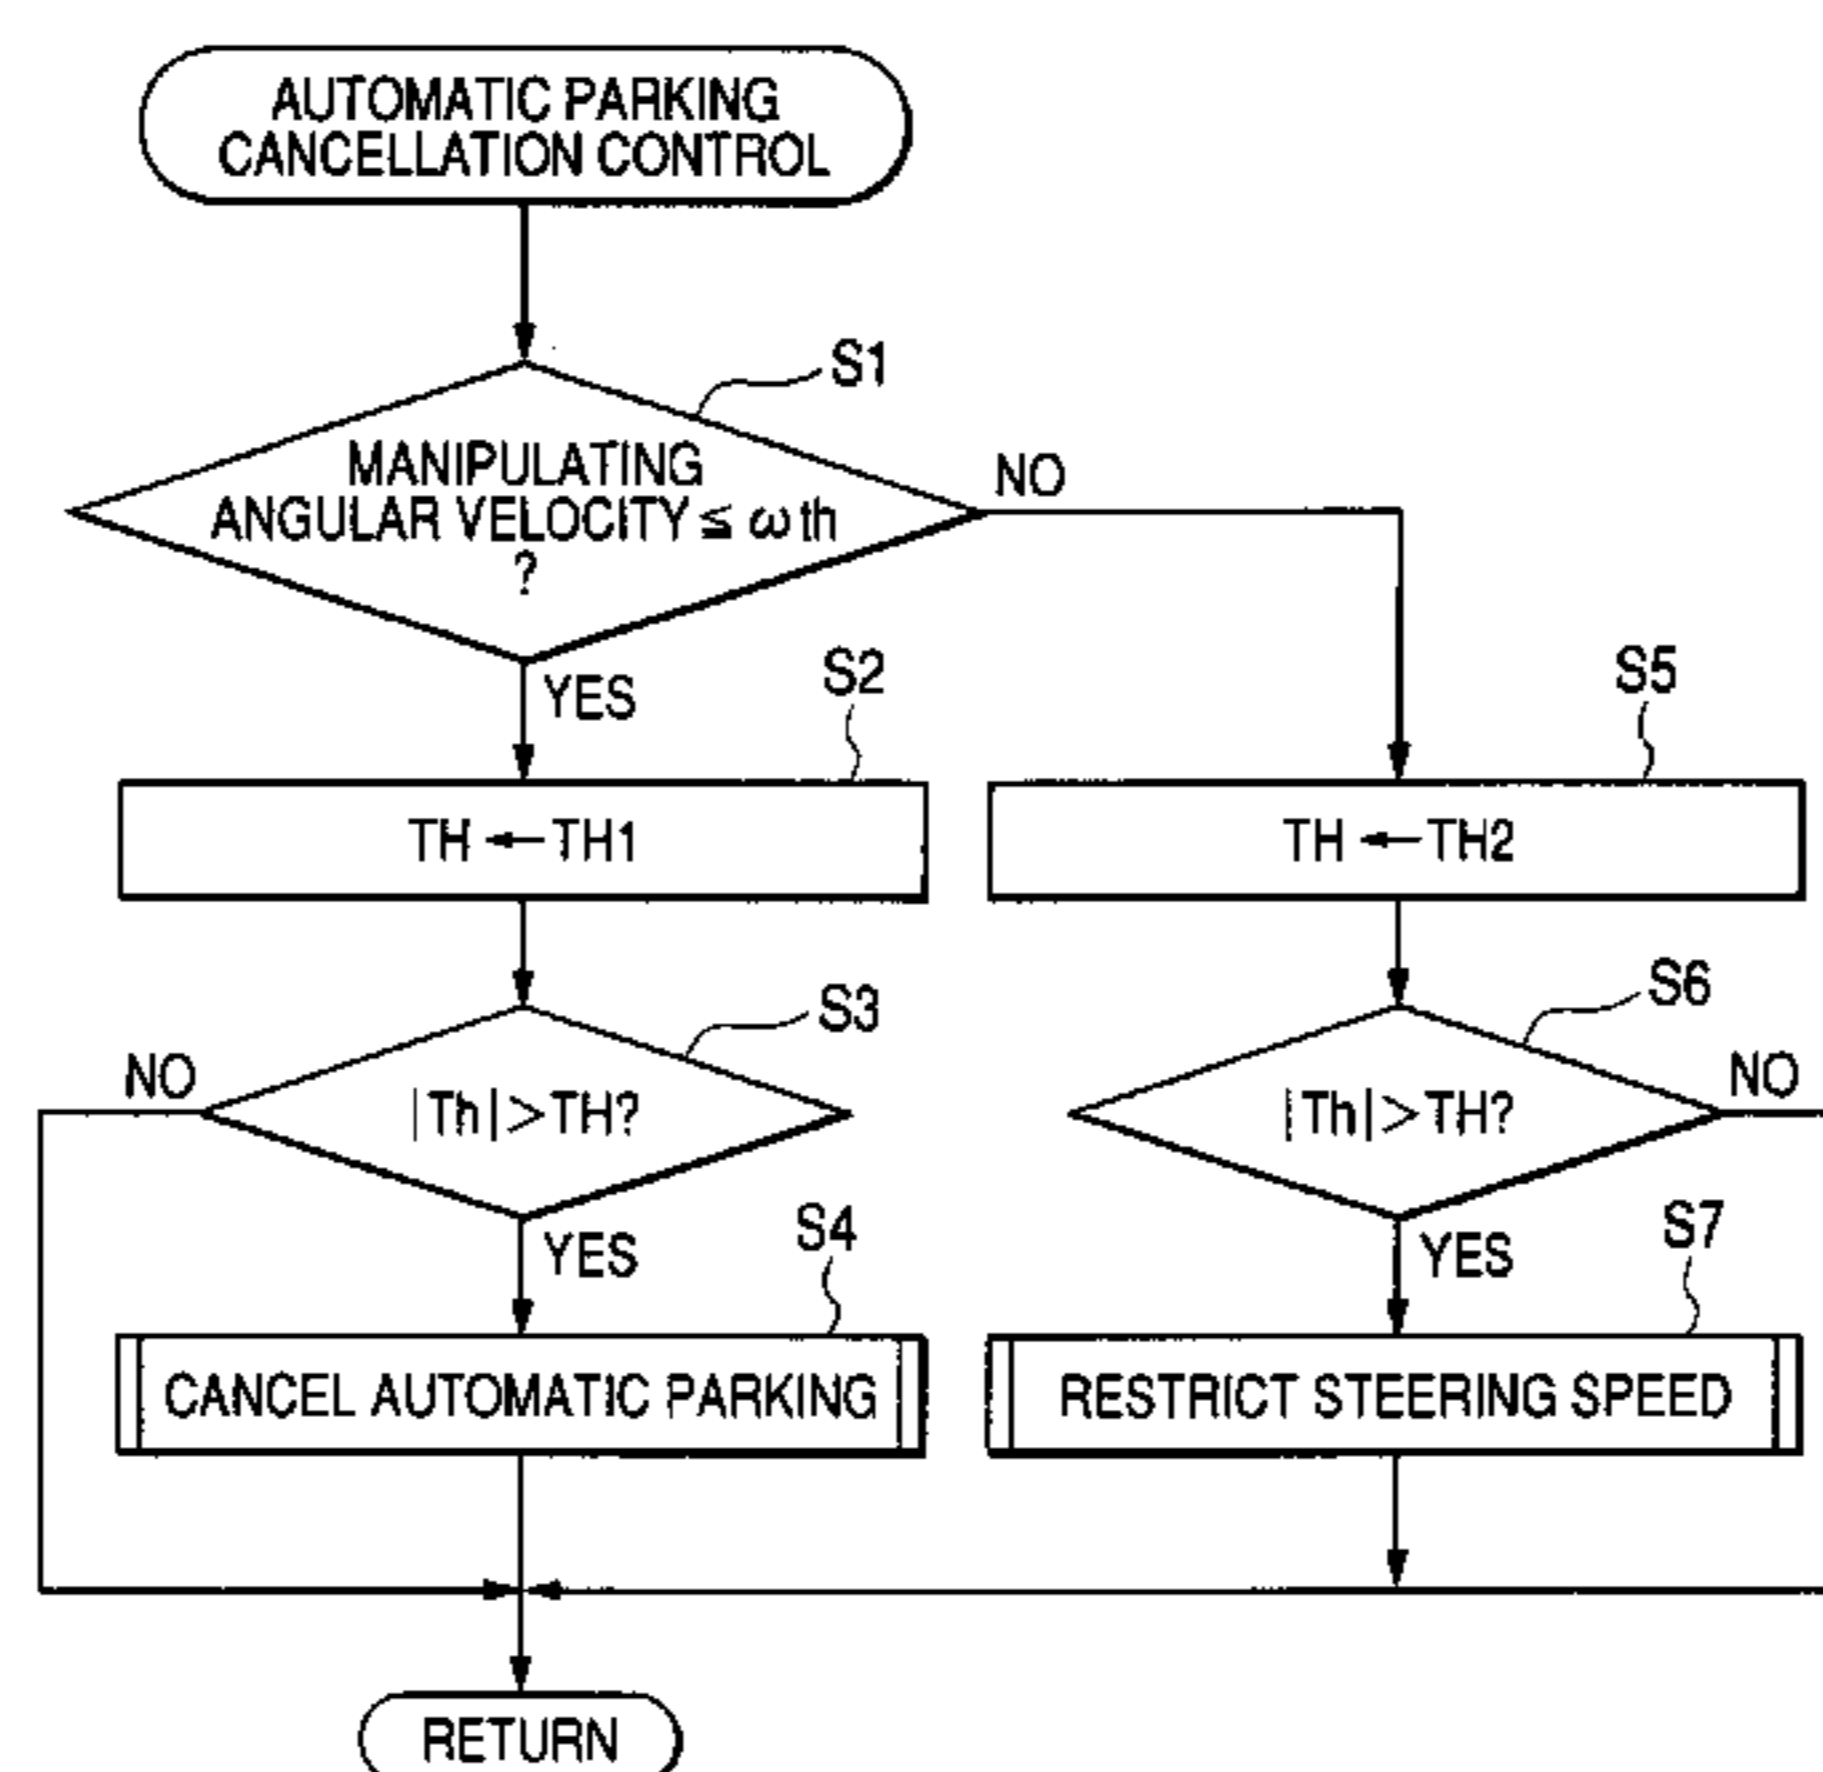 AUTOMATIC PARKING
CANCELLATION CONTROL
S1
MANIPULATING
ANGULAR VELOCITY ≦ ωth
?
NO
YES
S2
S5
TH ← TH1
TH ← TH2
S3
S6
NO
|Th| > TH?
|Th| > TH?
NO
YES
S4
YES
S7
CANCEL AUTOMATIC PARKING
RESTRICT STEERING SPEED
RETURN